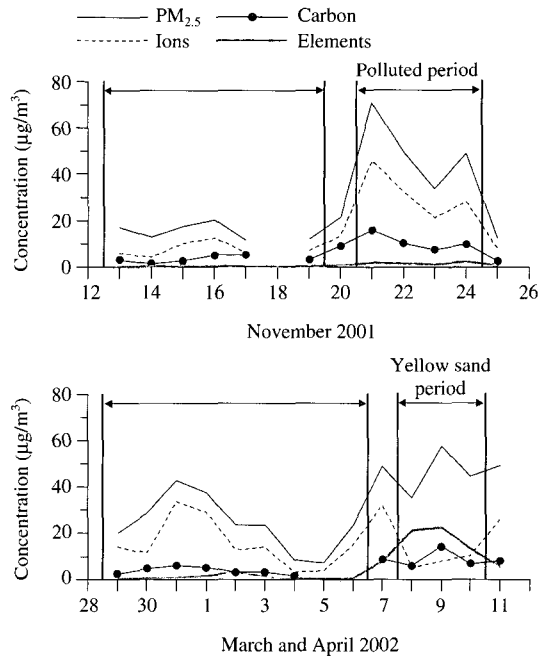 PM2.5 Carbon
Ions Elements
Polluted period
Concentration (μg/m³)
80
60
40
20
0
12 14 16 18 20 22 24 26
November 2001
Yellow sand
period
Concentration (μg/m³)
80
60
40
20
0
28 30 1 3 5 7 9 11
March and April 2002